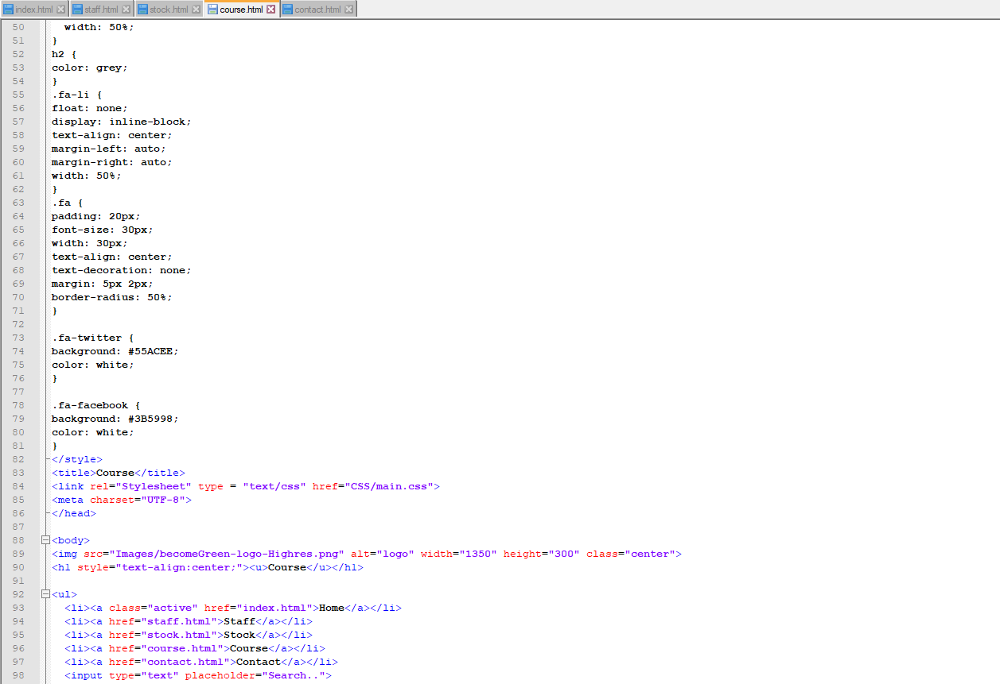 index.html staff.html stock.html course.html contact.html
50 width: 50%;
51 }
52 h2 {
53 color: grey;
54 }
55 .fa-li {
56 float: none;
57 display: inline-block;
58 text-align: center;
59 margin-left: auto;
60 margin-right: auto;
61 width: 50%;
62 }
63 .fa {
64 padding: 20px;
65 font-size: 30px;
66 width: 30px;
67 text-align: center;
68 text-decoration: none;
69 margin: 5px 2px;
70 border-radius: 50%;
71 }
72
73 .fa-twitter {
74 background: #55ACEE;
75 color: white;
76 }
77
78 .fa-facebook {
79 background: #3B5998;
80 color: white;
81 }
82 </style>
83 <title>Course</title>
84 <link rel="Stylesheet" type = "text/css" href="CSS/main.css">
85 <meta charset="UTF-8">
86 </head>
87
88 <body>
89 <img src="Images/becomeGreen-logo-Highres.png" alt="logo" width="1350" height="300" class="center">
90 <h1 style="text-align:center;"><u>Course</u></h1>
91
92 <ul>
93 <li><a class="active" href="index.html">Home</a></li>
94 <li><a href="staff.html">Staff</a></li>
95 <li><a href="stock.html">Stock</a></li>
96 <li><a href="course.html">Course</a></li>
97 <li><a href="contact.html">Contact</a></li>
98 <input type="text" placeholder="Search..">